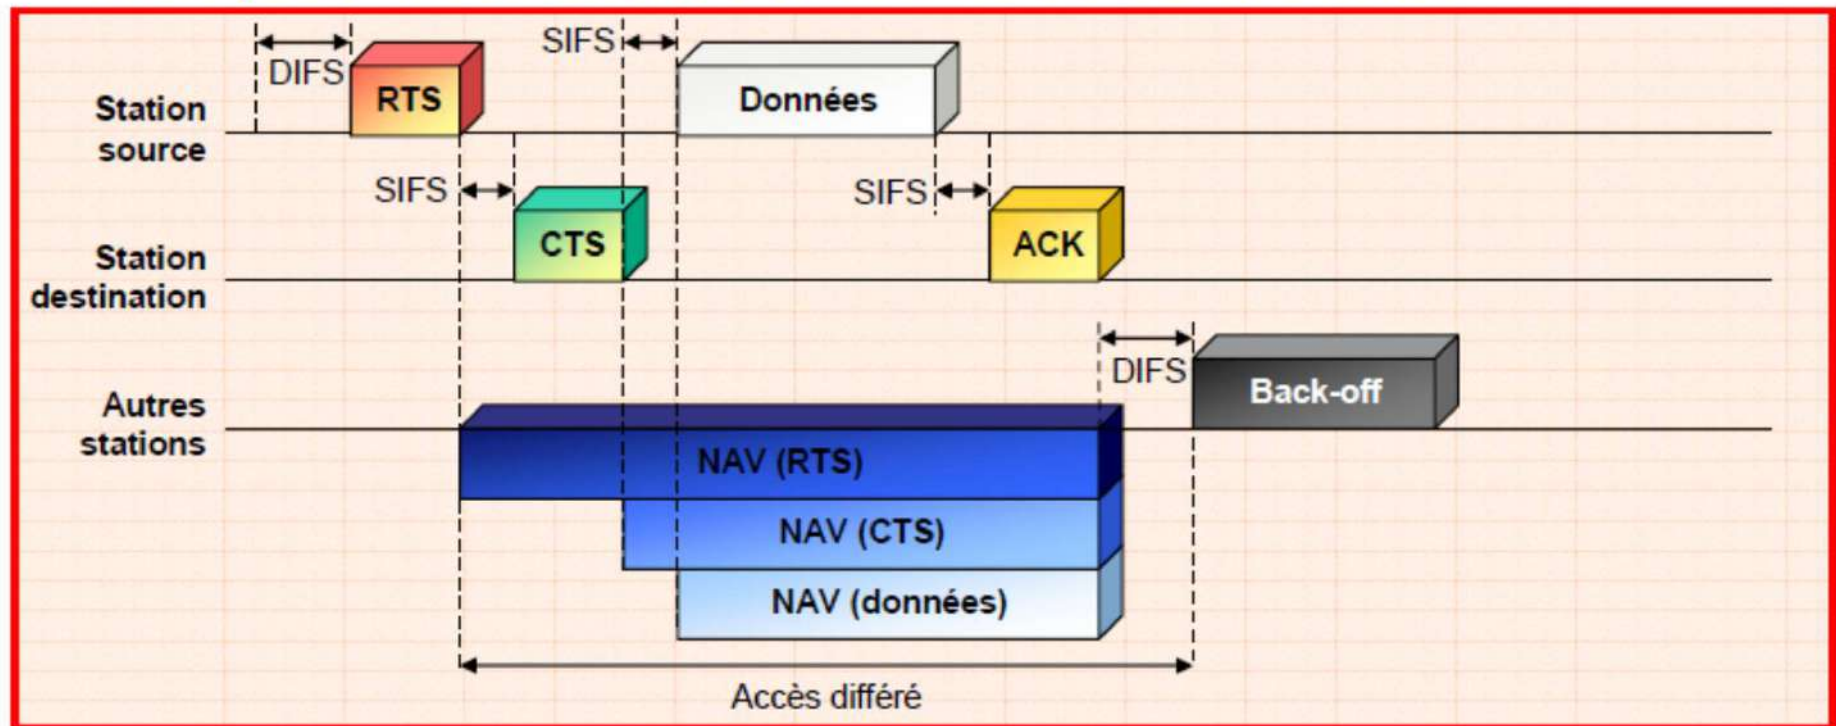 SIFS
DIFS
RTS
Données
Station
source
SIFS
SIFS
CTS
ACK
Station
destination
DIFS
Back-off
Autres
stations
NAV (RTS)
NAV (CTS)
NAV (données)
Accès différé